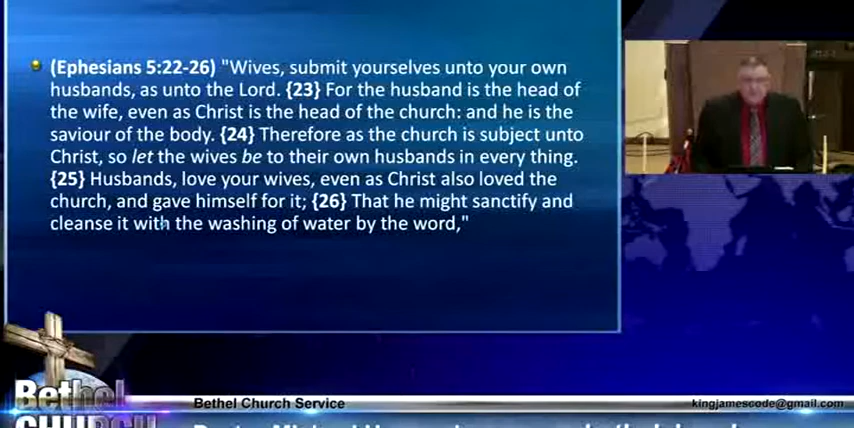 (Ephesians 5:22-26) "Wives, submit yourselves unto your own
husbands, as unto the Lord. {23} For the husband is the head of
the wife, even as Christ is the head of the church: and he is the
saviour of the body. {24} Therefore as the church is subject unto
Christ, so let the wives be to their own husbands in every thing.
{25} Husbands, love your wives, even as Christ also loved the
church, and gave himself for it; {26} That he might sanctify and
cleanse it with the washing of water by the word,"
Bethel
CHURCH
Bethel Church Service
kingjamescode@gmail.com